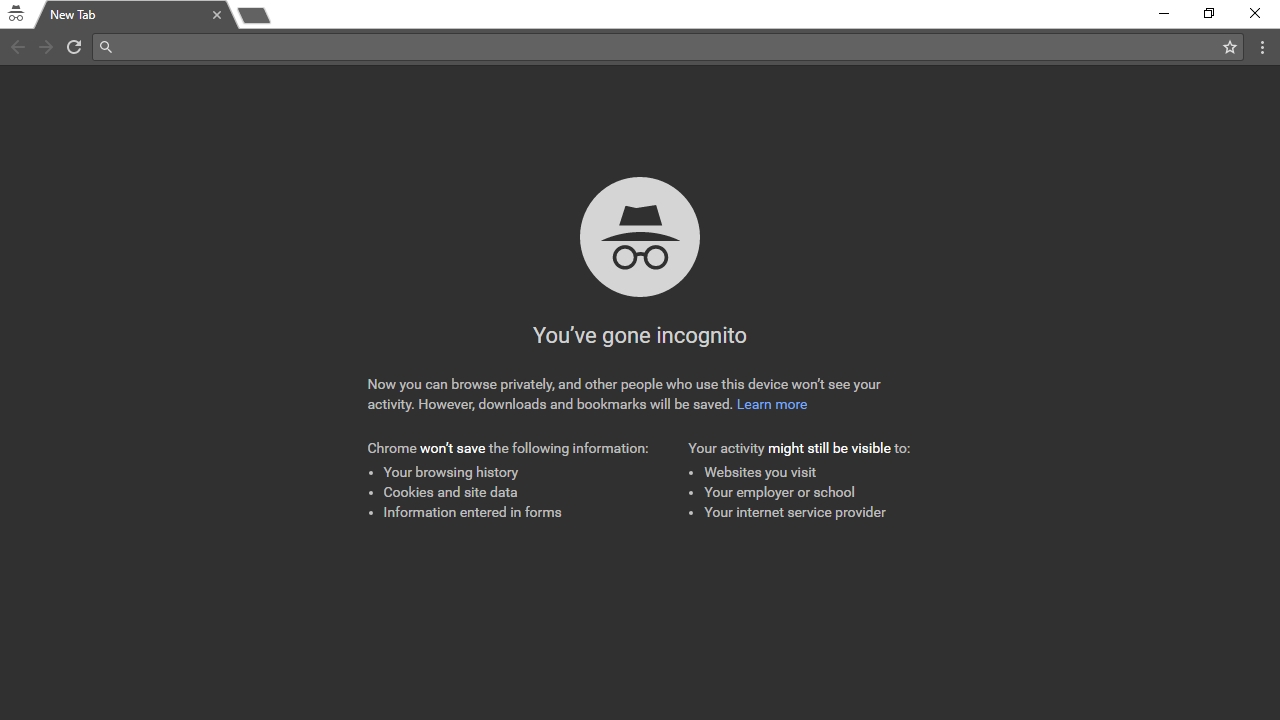 New Tab
You’ve gone incognito
Now you can browse privately, and other people who use this device won’t see your
activity. However, downloads and bookmarks will be saved. Learn more
Chrome won’t save the following information:
• Your browsing history
• Cookies and site data
• Information entered in forms
Your activity might still be visible to:
• Websites you visit
• Your employer or school
• Your internet service provider